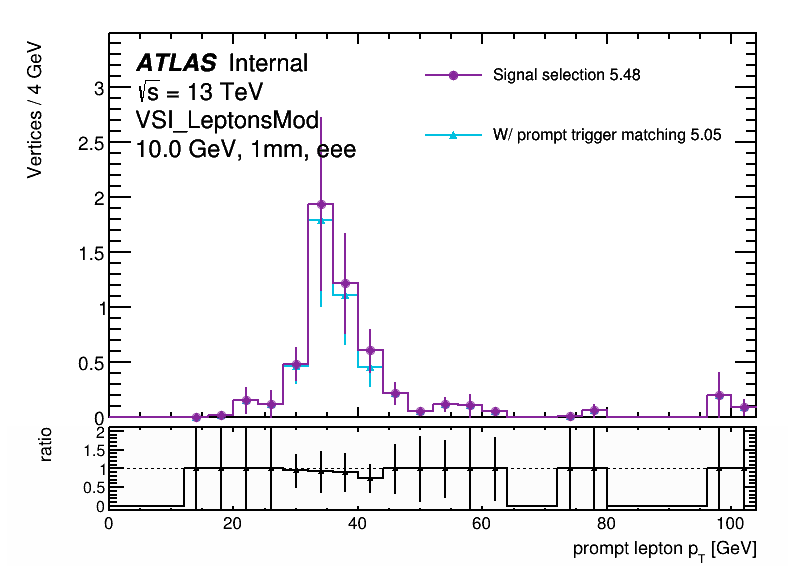 ATLAS Internal
√s = 13 TeV
VSI_LeptonsMod
10.0 GeV, 1mm, eee
Signal selection 5.48
W/ prompt trigger matching 5.05
Vertices / 4 GeV
3
2.5
2
1.5
1
0.5
0
ratio
2
1.5
1
0.5
0
0 20 40 60 80 100
prompt lepton p_T [GeV]